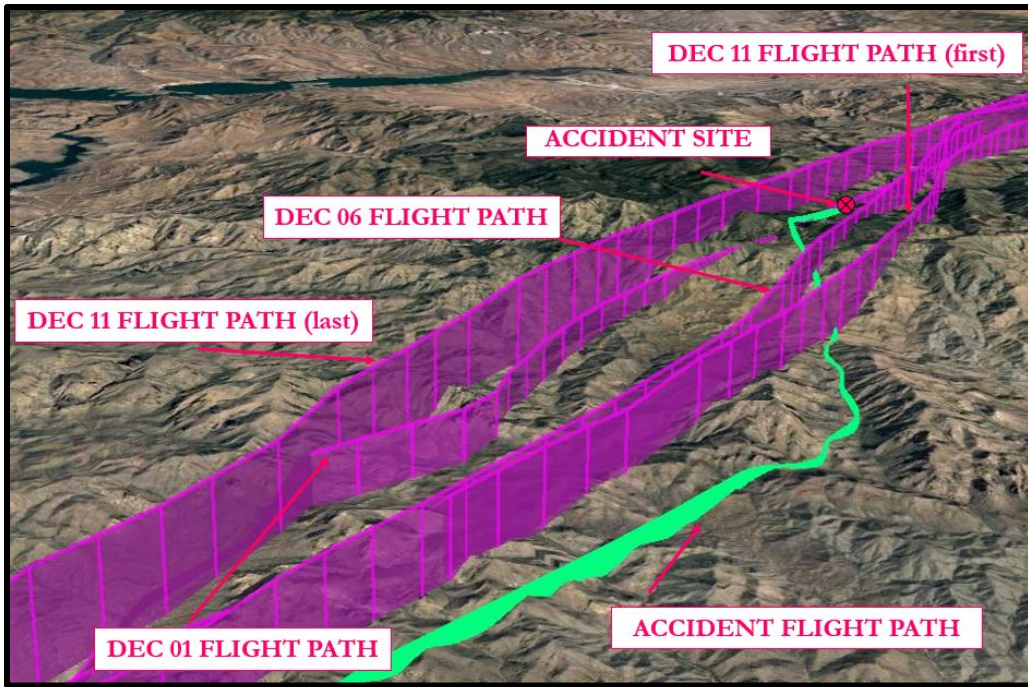 DEC 11 FLIGHT PATH (first)
ACCIDENT SITE
DEC 06 FLIGHT PATH
DEC 11 FLIGHT PATH (last)
DEC 01 FLIGHT PATH
ACCIDENT FLIGHT PATH